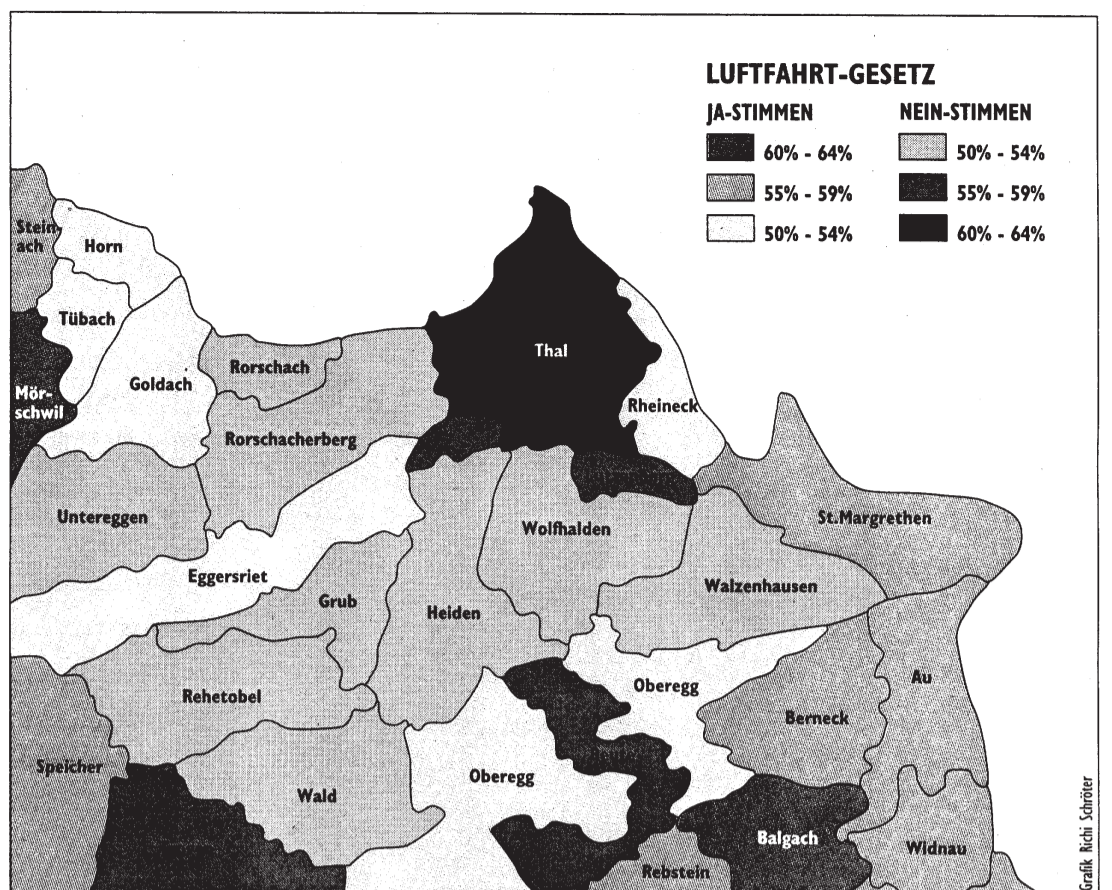 LUFTFAHRT-GESETZ
JA-STIMMEN
60% - 64%
55% - 59%
50% - 54%
NEIN-STIMMEN
50% - 54%
55% - 59%
60% - 64%
Stein-
ach
Horn
Tübach
Mör-
schwil
Goldach
Rorschach
Thal
Rheineck
Rorschacherberg
Untereggen
Wolfhalden
St.Margrethen
Eggersriet
Grub
Heiden
Walzenhausen
Rehetobel
Oberegg
Au
Berneck
Speicher
Wald
Oberegg
Balgach
Widnau
Rebstein
Grafik Richi Schröter